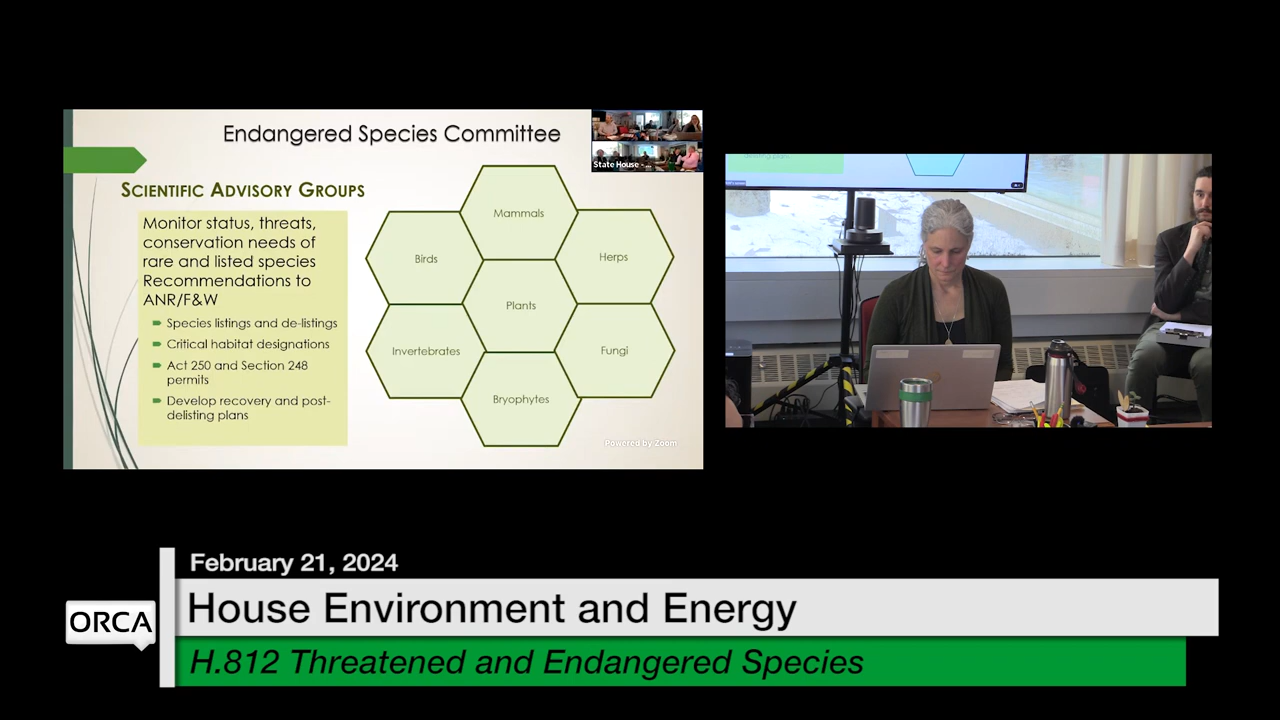 Endangered Species Committee
State House - ...
SCIENTIFIC ADVISORY GROUPS
Monitor status, threats,
conservation needs of
rare and listed species
Recommendations to
ANR/F&W
Species listings and de-listings
Critical habitat designations
Act 250 and Section 248
permits
Develop recovery and post-
delisting plans
Mammals
Birds
Herps
Plants
Invertebrates
Fungi
Bryophytes
Powered by Zoom
delisting plans
February 21, 2024
ORCA
House Environment and Energy
H.812 Threatened and Endangered Species